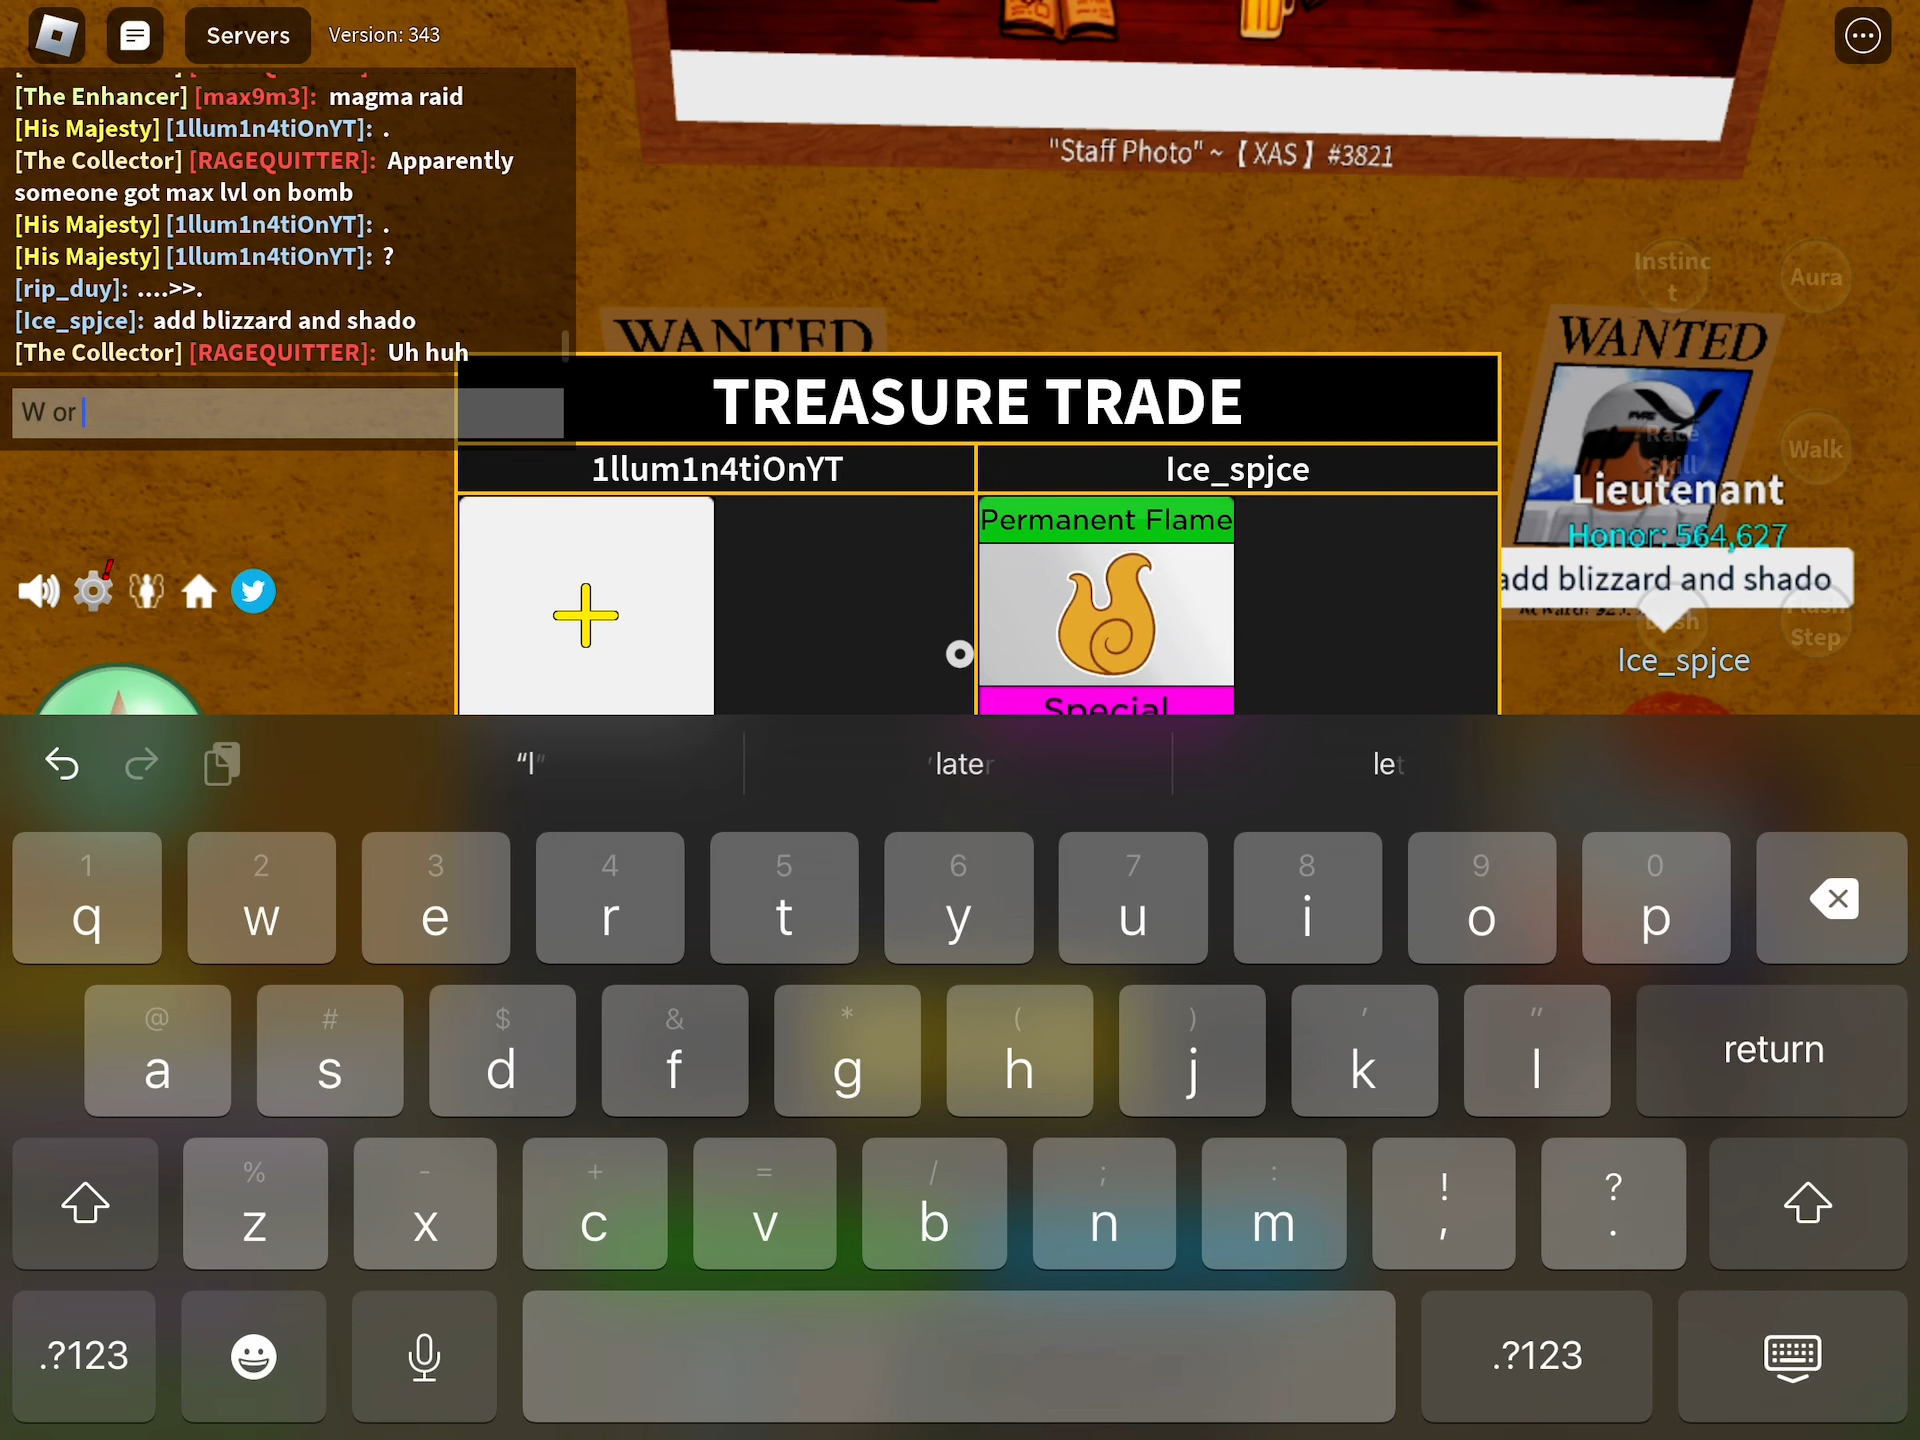 Servers
Version: 343
[The Enhancer] [max9m3]: magma raid
[His Majesty] [1llum1n4tiOnYT]: .
[The Collector] [RAGEQUITTER]: Apparently
someone got max lvl on bomb
[His Majesty] [1llum1n4tiOnYT]: .
[His Majesty] [1llum1n4tiOnYT]: ?
[rip_duy]: ....>>.
[Ice_spjce]: add blizzard and shado
[The Collector] [RAGEQUITTER]: Uh huh
W or
"Staff Photo" ~【 XAS 】#3821
Instinct
Aura
WANTED
WANTED
TREASURE TRADE
1llum1n4tiOnYT
Ice_spjce
Permanent Flame
Special
Race
Skill
Walk
Lieutenant
Honor: 564,627
add blizzard and shado
Flash
Step
Ice_spjce
“l”
'later
let
1 2 3 4 5 6 7 8 9 0
q w e r t y u i o p
@ # $ & * ( ) ' "
a s d f g h j k l return
% - + = / ; : ! ?
z x c v b n m , .
.?123 .?123